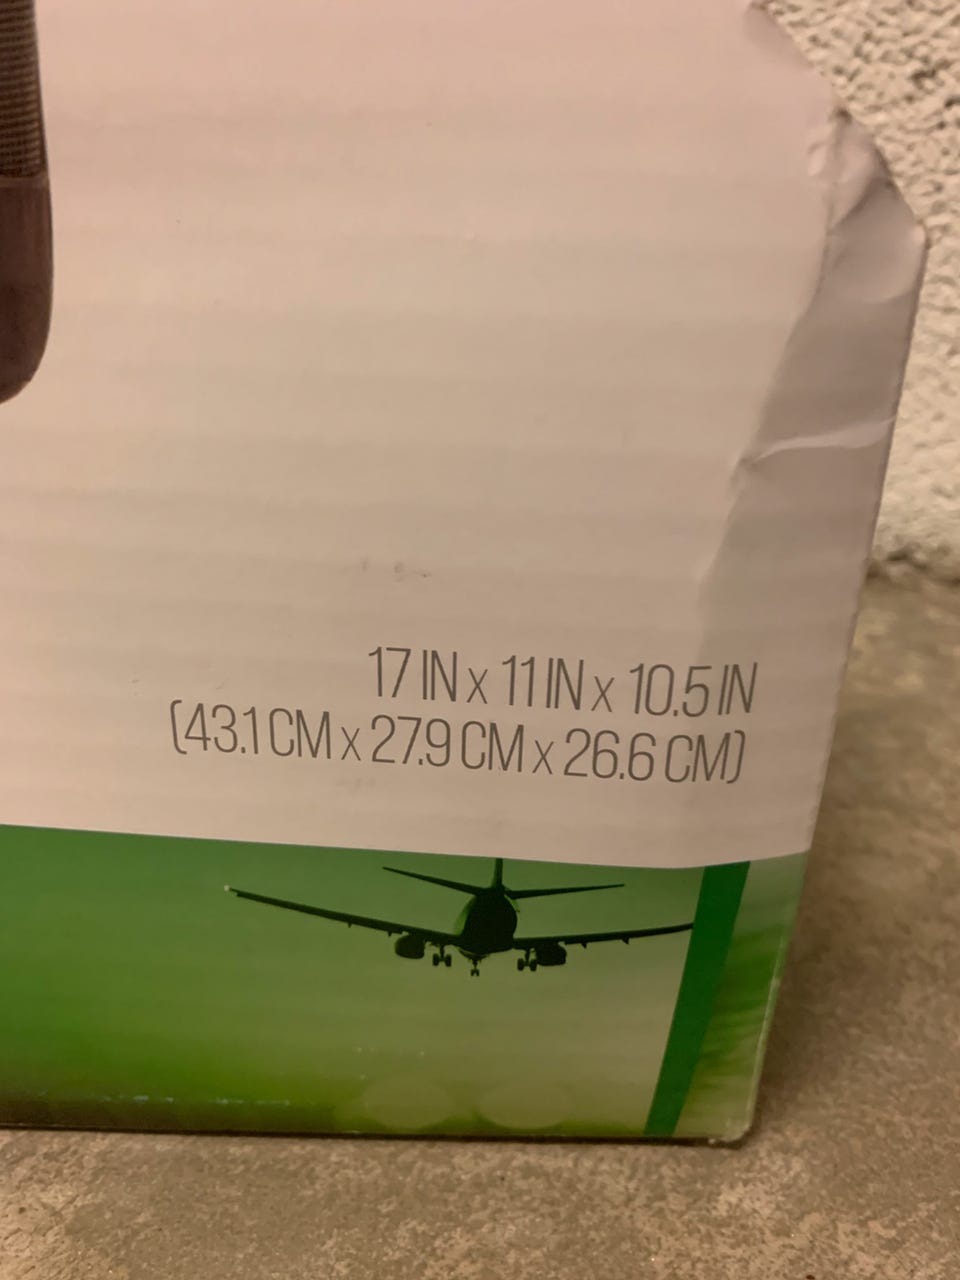 17 IN x 11 IN x 10.5 IN
(43.1 CM x 27.9 CM x 26.6 CM)